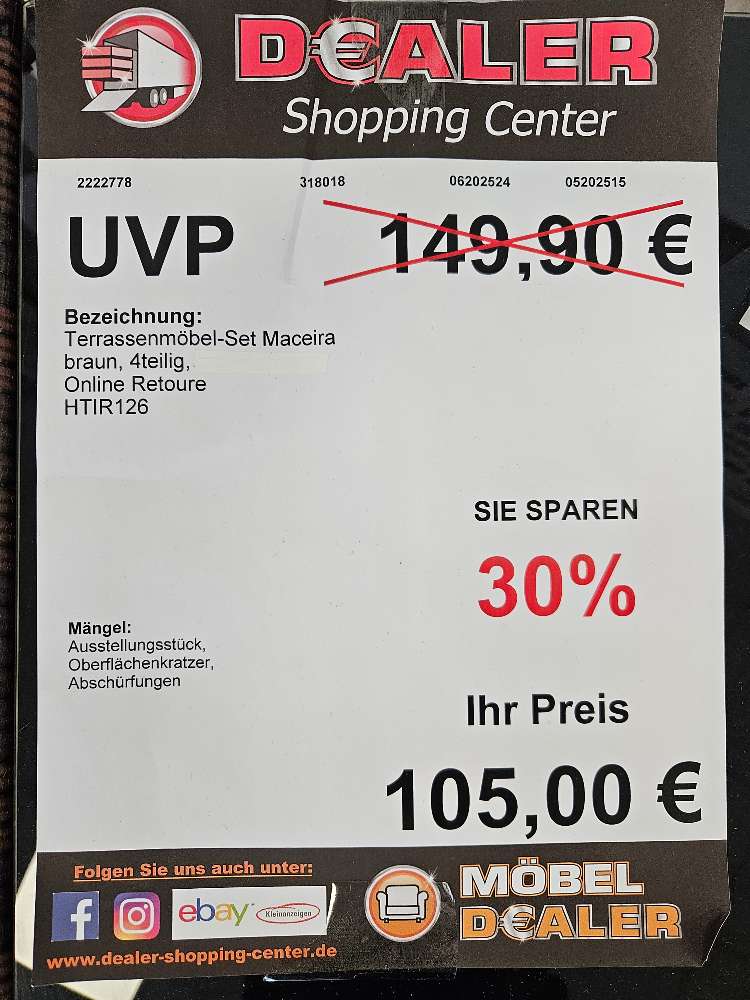 D€ALER
Shopping Center
2222778 318018 06202524 05202515
UVP 149,90 €
Bezeichnung:
Terrassenmöbel-Set Maceira
braun, 4teilig,
Online Retoure
HTIR126
SIE SPAREN
30%
Mängel:
Ausstellungsstück,
Oberflächenkratzer,
Abschürfungen
Ihr Preis
105,00 €
Folgen Sie uns auch unter:
f ebay Kleinanzeigen
www.dealer-shopping-center.de
MÖBEL
D€ALER